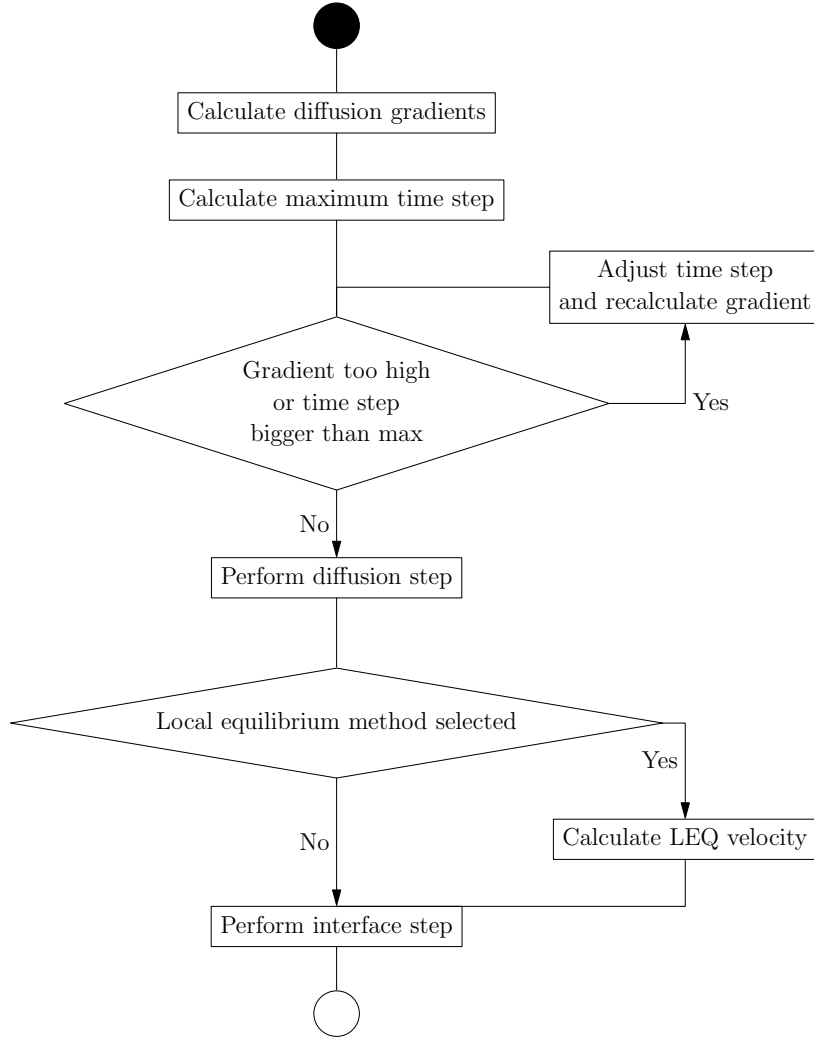 Calculate diffusion gradients
Calculate maximum time step
Adjust time step
and recalculate gradient
Gradient too high
or time step
bigger than max
Yes
No
Perform diffusion step
Local equilibrium method selected
Yes
No
Calculate LEQ velocity
Perform interface step